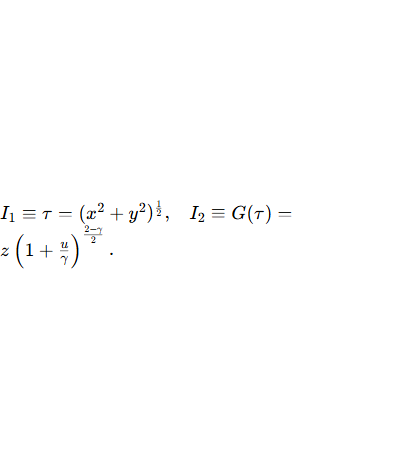 I₁ ≡ τ = (x² + y²)^{1/2}, I₂ ≡ G(τ) =
z (1 + u/γ)^{(2−γ)/2} .